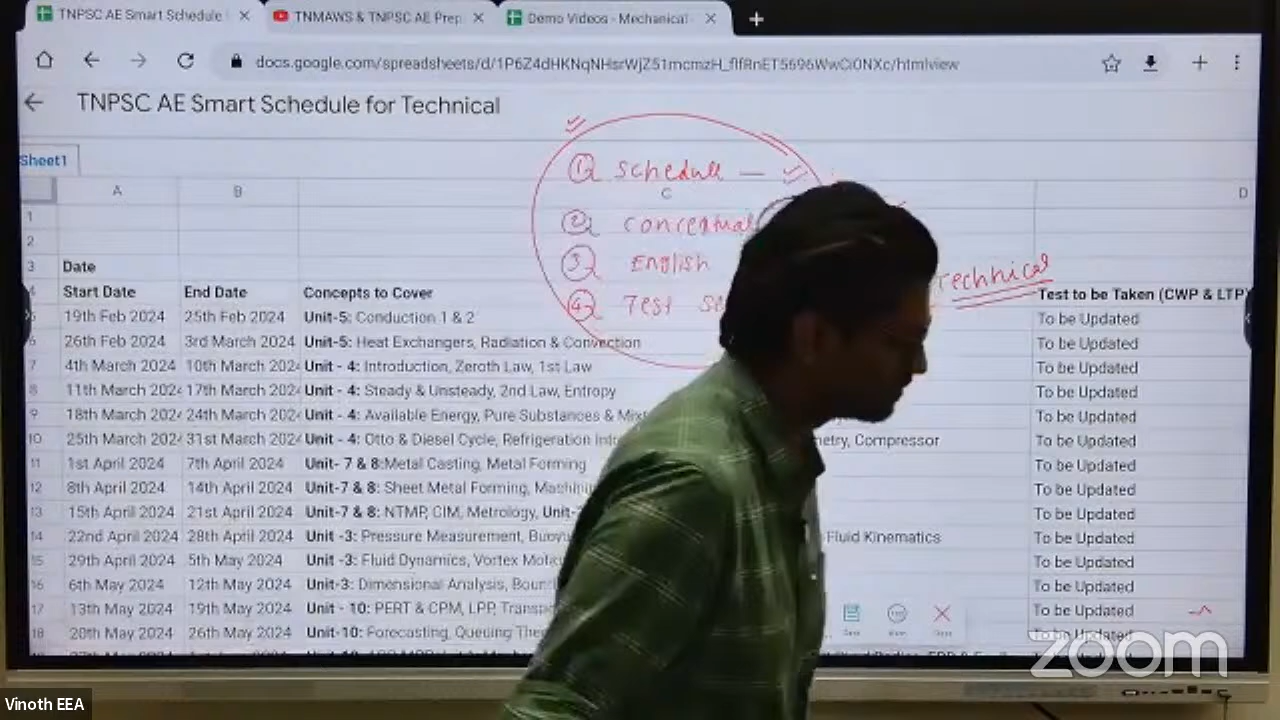 TNPSC AE Smart Schedule
TNMAWS & TNPSC AE Prep
Demo Videos - Mechanical
docs.google.com/spreadsheets/d/
TNPSC AE Smart Schedule for Technical
Sheet1
A B C D
① Schedule —
② Conceptual
③ English
④ Test
Technical
1
2
3 Date
Start Date End Date Concepts to Cover Test to be Taken (CWP & LTP)
19th Feb 2024 25th Feb 2024 Unit-5: Conduction 1 & 2 To be Updated
6 26th Feb 2024 3rd March 2024 Unit-5: Heat Exchangers, Radiation & Convection To be Updated
7 4th March 2024 10th March 2024 Unit - 4: Introduction, Zeroth Law, 1st Law To be Updated
8 11th March 2024 17th March 2024 Unit - 4: Steady & Unsteady, 2nd Law, Entropy To be Updated
9 18th March 2024 24th March 2024 Unit - 4: Available Energy, Pure Substances & To be Updated
10 25th March 2024 31st March 2024 Unit - 4: Otto & Diesel Cycle, Refrigeration Compressor To be Updated
11 1st April 2024 7th April 2024 Unit- 7 & 8:Metal Casting, Metal Forming To be Updated
12 8th April 2024 14th April 2024 Unit-7 & 8: Sheet Metal Forming, To be Updated
13 15th April 2024 21st April 2024 Unit-7 & 8: NTMP, CIM, Metrology, To be Updated
14 22nd April 2024 28th April 2024 Unit -3: Pressure Measurement, Fluid Kinematics To be Updated
15 29th April 2024 5th May 2024 Unit -3: Fluid Dynamics, Vortex To be Updated
16 6th May 2024 12th May 2024 Unit-3: Dimensional Analysis, To be Updated
17 13th May 2024 19th May 2024 Unit - 10: PERT & CPM, LPP, To be Updated
18 20th May 2024 26th May 2024 Unit-10: Forecasting, Queuing To be Updated
zoom
Vinoth EEA